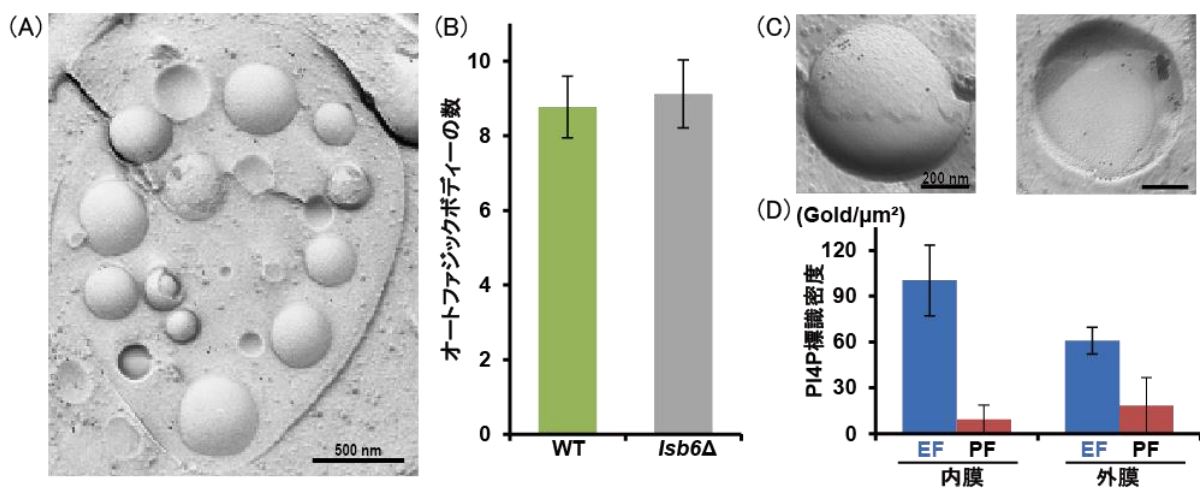 (A)
500 nm
(B)
オートファジックボディーの数
10
8
6
4
2
0
WT
lsb6Δ
(C)
200 nm
(D)
(Gold/μm²)
PI4P標識密度
120
90
60
30
0
EF PF EF PF
内膜 外膜